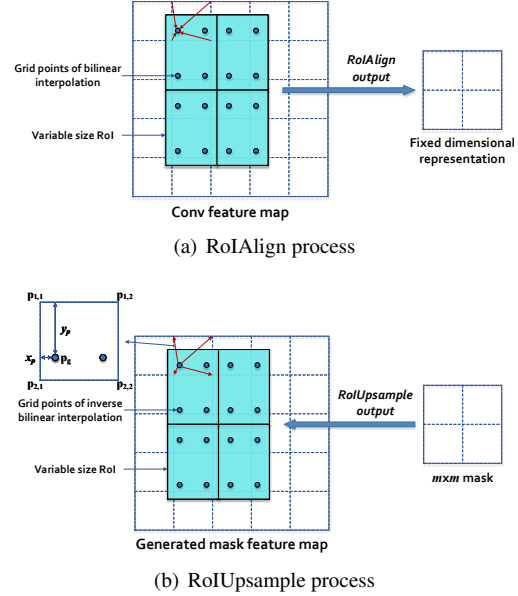 Grid points of bilinear
interpolation
Variable size RoI
RoIAlign
output
Fixed dimensional
representation
Conv feature map
(a) RoIAlign process
p1,1
p1,2
yp
xp
pg
p2,1
p2,2
Grid points of inverse
bilinear interpolation
Variable size RoI
RoIUpsample
output
m×m mask
Generated mask feature map
(b) RoIUpsample process